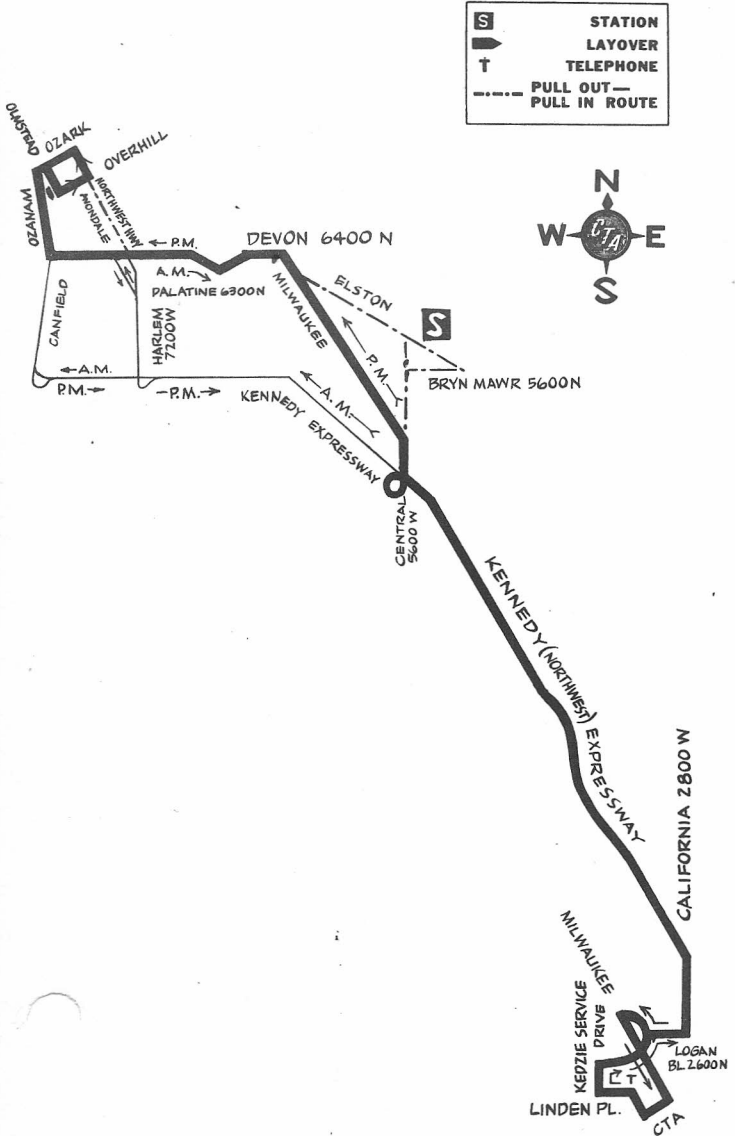 S STATION
LAYOVER
† TELEPHONE
PULL OUT—
PULL IN ROUTE
N
W CTA E
S
OLMSTEAD
OZARK
OVERHILL
OZANAM
AVONDALE
NORTHWEST HWY
P.M.
DEVON 6400 N
A.M.
PALATINE 6300N
CANFIELD
HARLEM
7200W
MILWAUKEE
ELSTON
S
P.M.
BRYN MAWR 5600N
A.M.
P.M.
P.M.
A.M.
KENNEDY EXPRESSWAY
CENTRAL
5600 W
KENNEDY (NORTHWEST) EXPRESSWAY
CALIFORNIA 2800 W
MILWAUKEE
KEDZIE SERVICE
DRIVE
LOGAN
BL. 2600N
T
LINDEN PL.
CTA